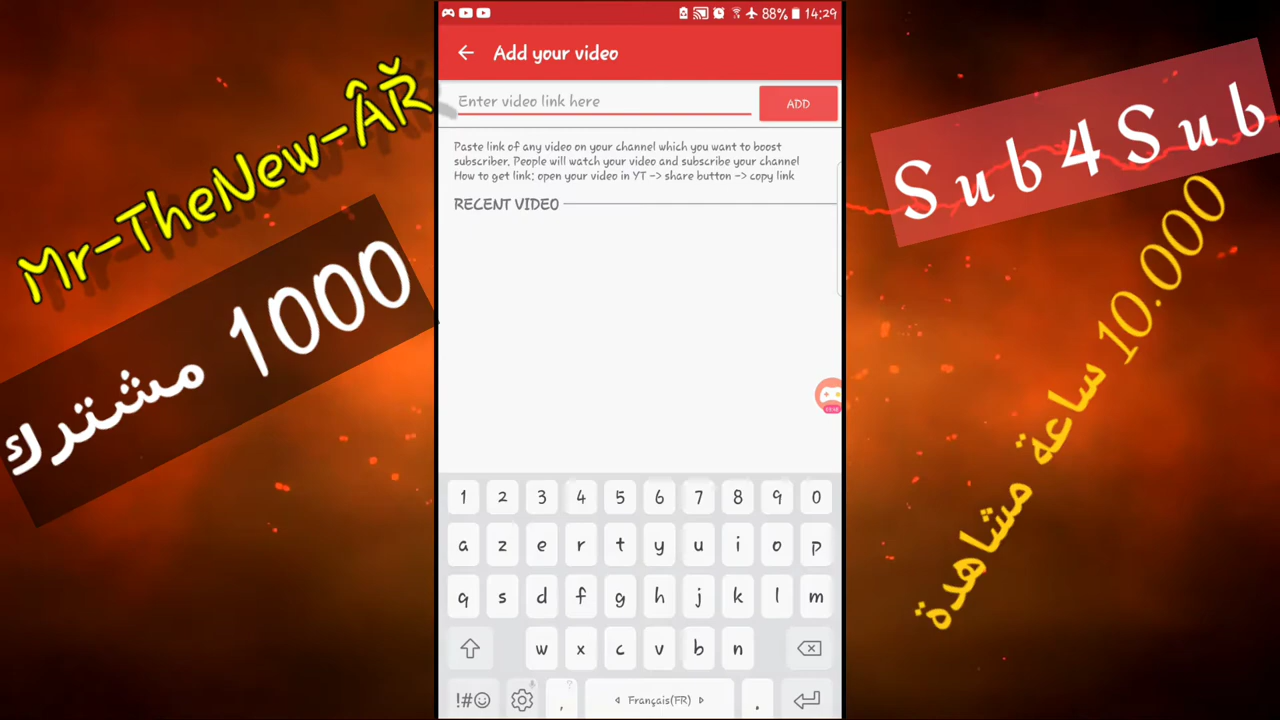 Mr-TheNew-ÂŘ
1000 مشترك
88% 14:29
Add your video
Enter video link here
ADD
Paste link of any video on your channel which you want to boost
subscriber. People will watch your video and subscribe your channel
How to get link: open your video in YT -> share button -> copy link
RECENT VIDEO
1 2 3 4 5 6 7 8 9 0
a z e r t y u i o p
q s d f g h j k l m
w x c v b n
!#☺ , Français(FR) .
Sub4Sub
10.000 ساعة مشاهدة